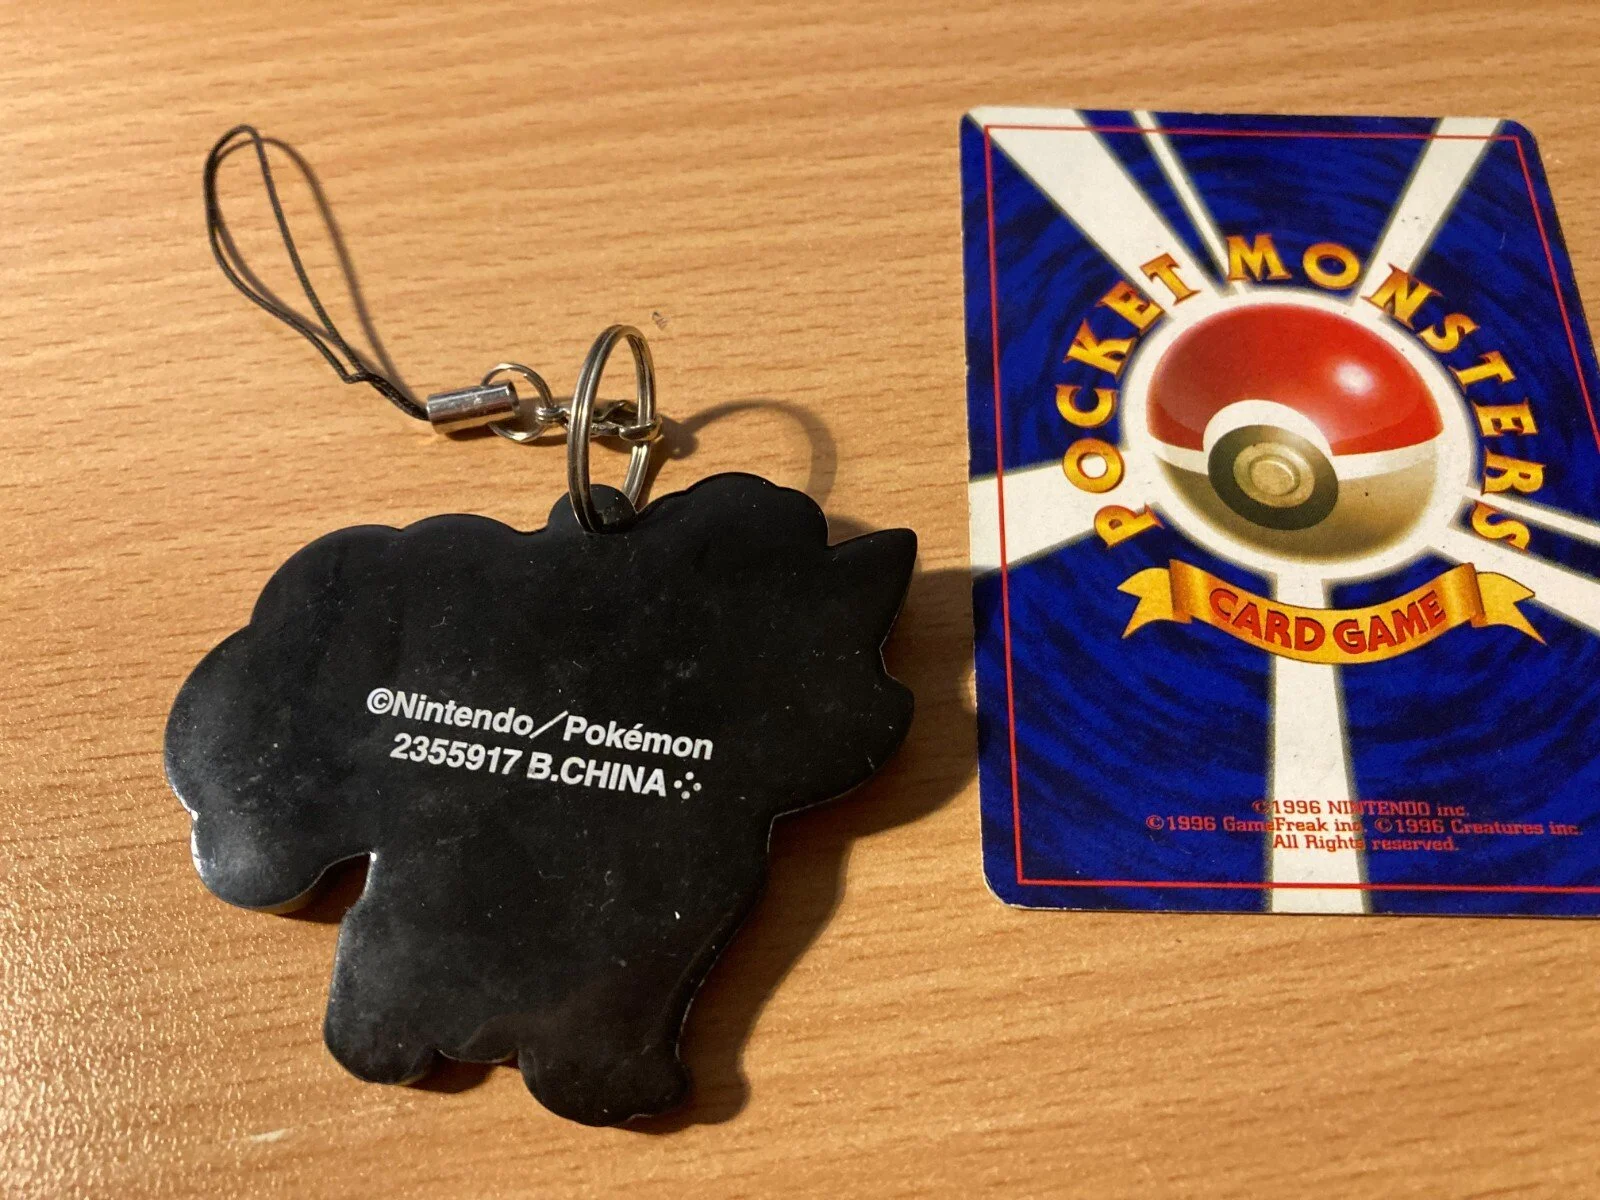 ©Nintendo／Pokémon
2355917 B.CHINA
POCKET MONSTERS
CARD GAME
©1996 NINTENDO inc.
©1996 GameFreak inc. ©1996 Creatures inc.
All Rights reserved.